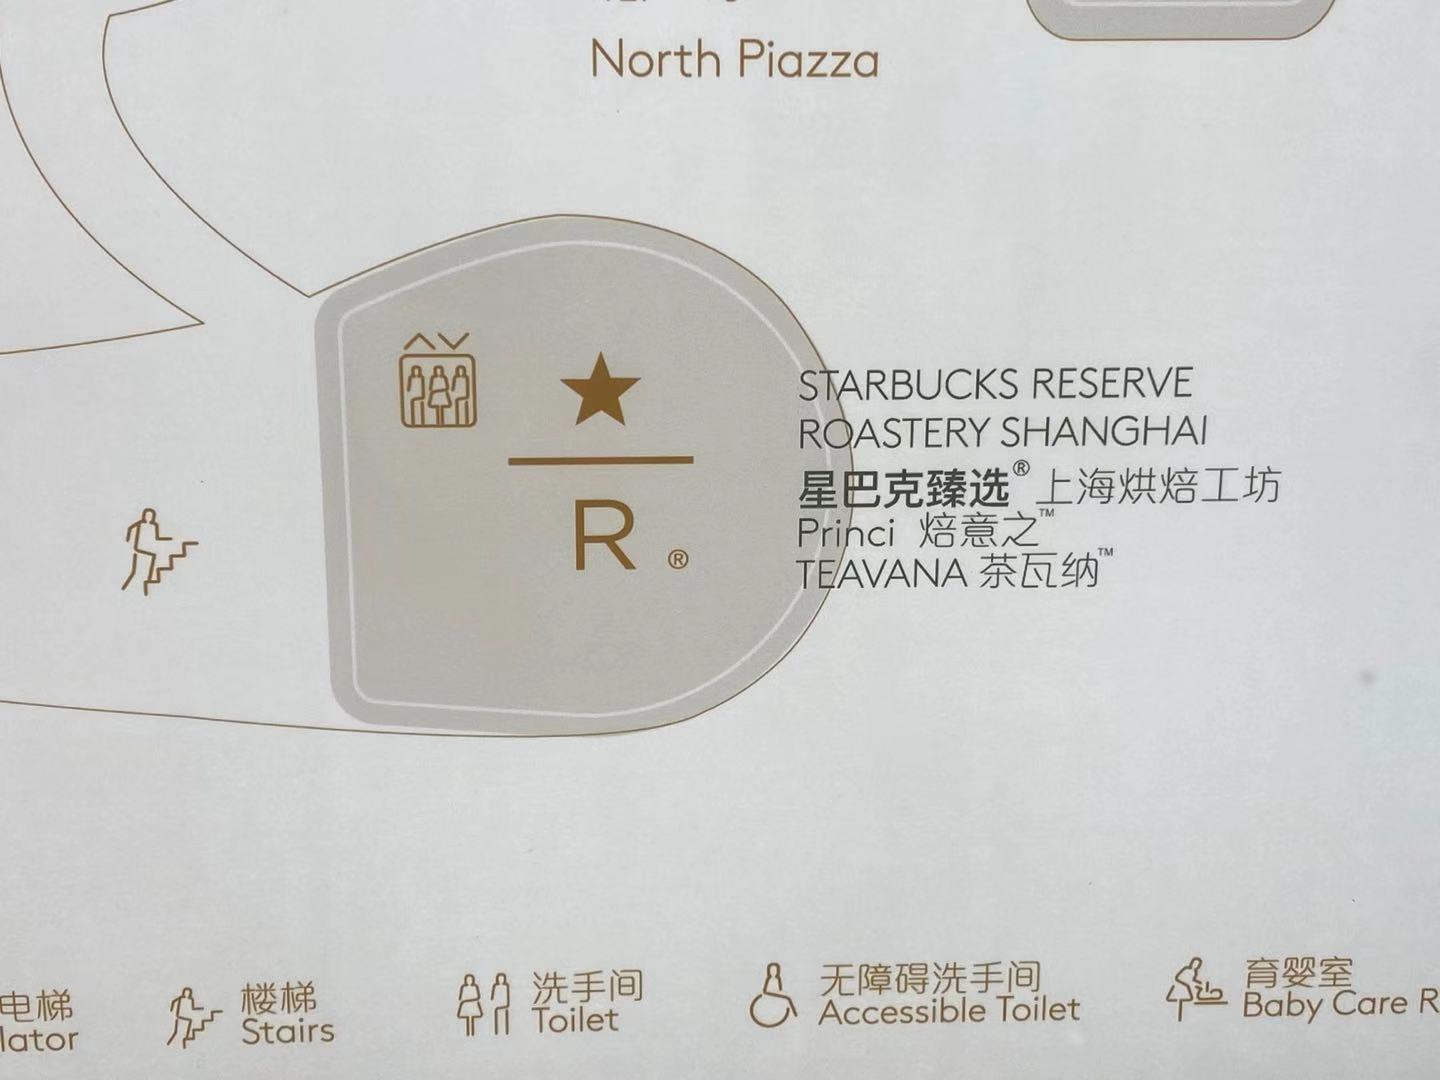 North Piazza
R ®
STARBUCKS RESERVE
ROASTERY SHANGHAI
星巴克臻选® 上海烘焙工坊
Princi 焙意之™
TEAVANA 茶瓦纳™
电梯
lator
楼梯
Stairs
洗手间
Toilet
无障碍洗手间
Accessible Toilet
育婴室
Baby Care R